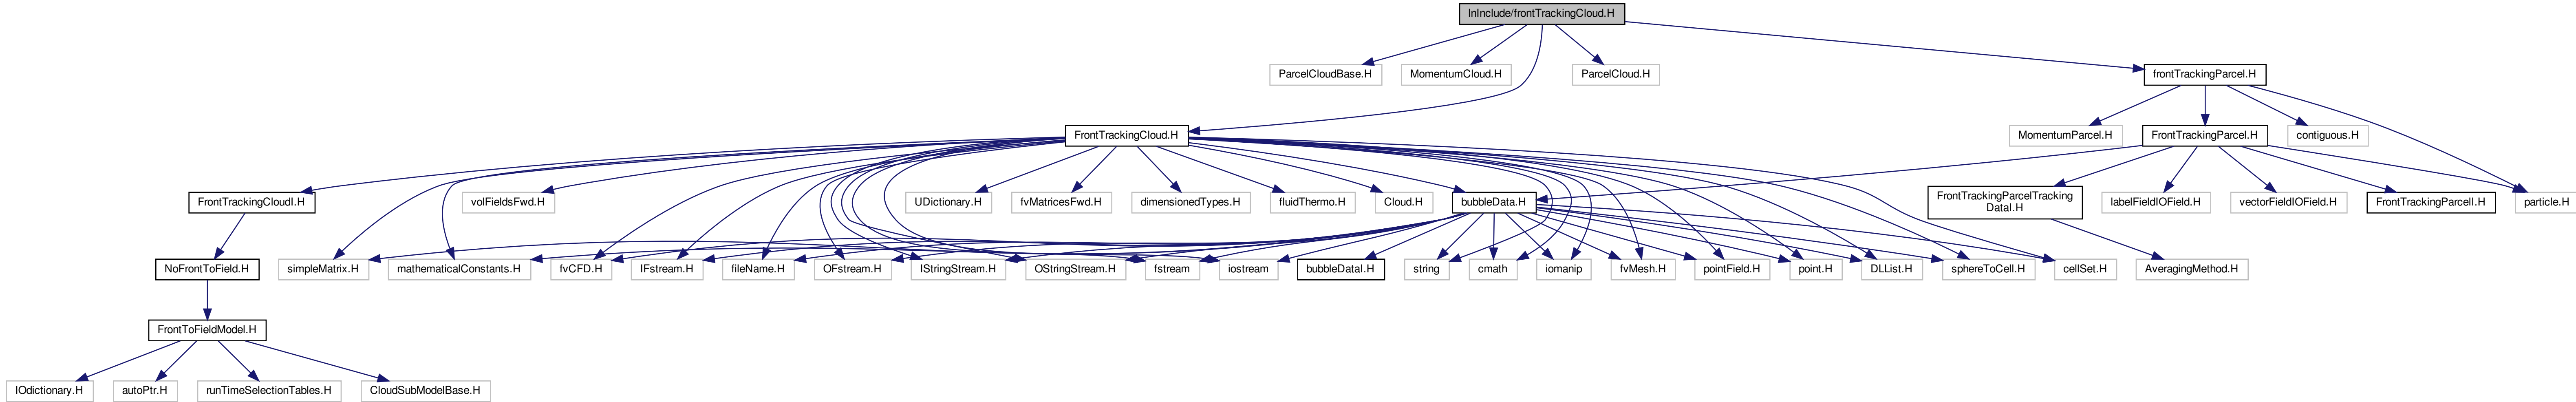 lnInclude/frontTrackingCloud.H
ParcelCloudBase.H
MomentumCloud.H
ParcelCloud.H
frontTrackingParcel.H
FrontTrackingCloud.H
MomentumParcel.H
FrontTrackingParcel.H
contiguous.H
FrontTrackingCloudI.H
volFieldsFwd.H
UDictionary.H
fvMatricesFwd.H
dimensionedTypes.H
fluidThermo.H
Cloud.H
bubbleData.H
FrontTrackingParcelTracking
DataI.H
labelFieldIOField.H
vectorFieldIOField.H
FrontTrackingParcelI.H
particle.H
NoFrontToField.H
simpleMatrix.H
mathematicalConstants.H
fvCFD.H
IFstream.H
fileName.H
OFstream.H
IStringStream.H
OStringStream.H
fstream
iostream
bubbleDataI.H
string
cmath
iomanip
fvMesh.H
pointField.H
point.H
DLList.H
sphereToCell.H
cellSet.H
AveragingMethod.H
FrontToFieldModel.H
IOdictionary.H
autoPtr.H
runTimeSelectionTables.H
CloudSubModelBase.H